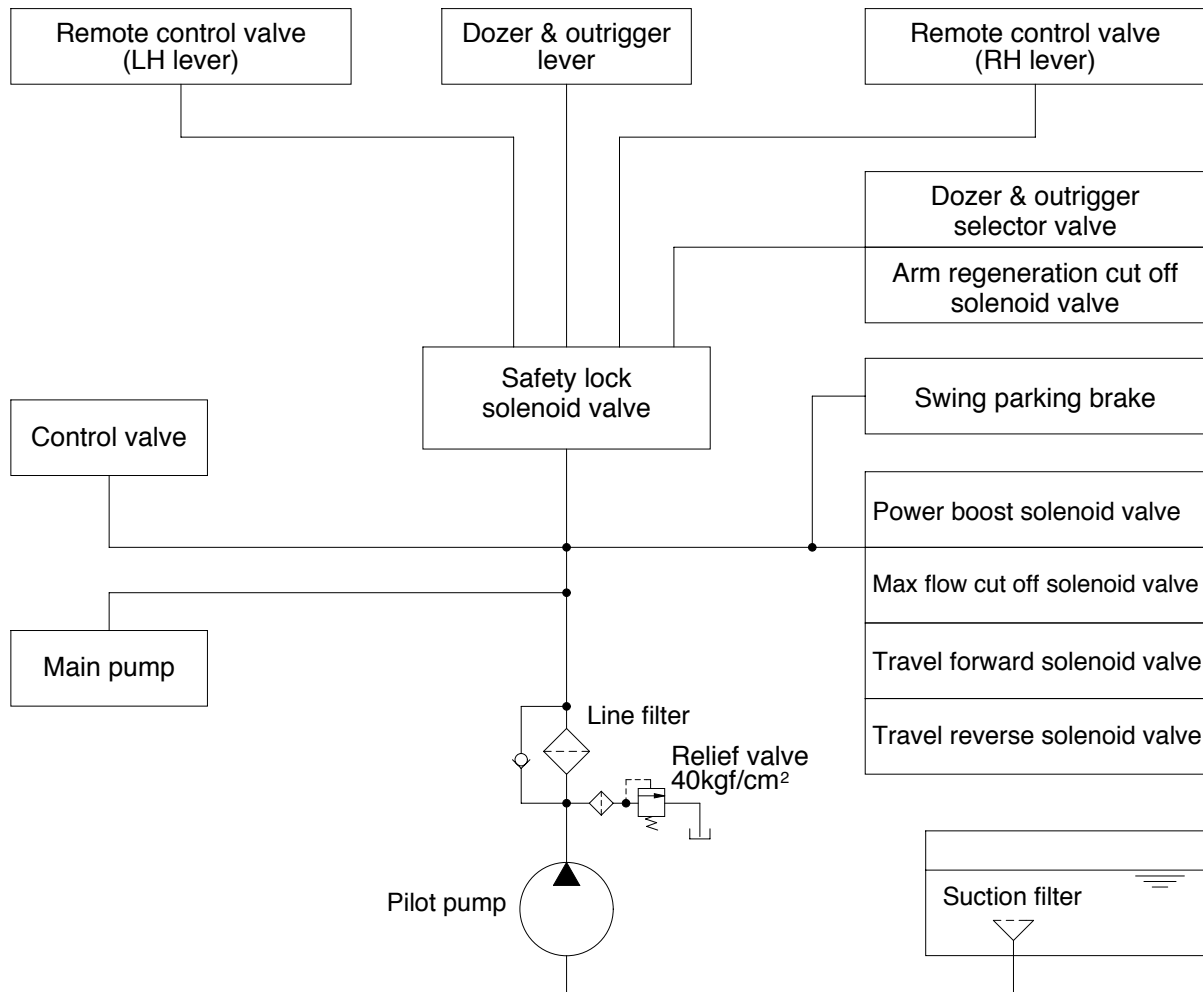 Remote control valve
(LH lever)
Dozer & outrigger
lever
Remote control valve
(RH lever)
Dozer & outrigger
selector valve
Arm regeneration cut off
solenoid valve
Safety lock
solenoid valve
Swing parking brake
Control valve
Power boost solenoid valve
Max flow cut off solenoid valve
Main pump
Travel forward solenoid valve
Travel reverse solenoid valve
Line filter
Relief valve
40kgf/cm²
Pilot pump
Suction filter